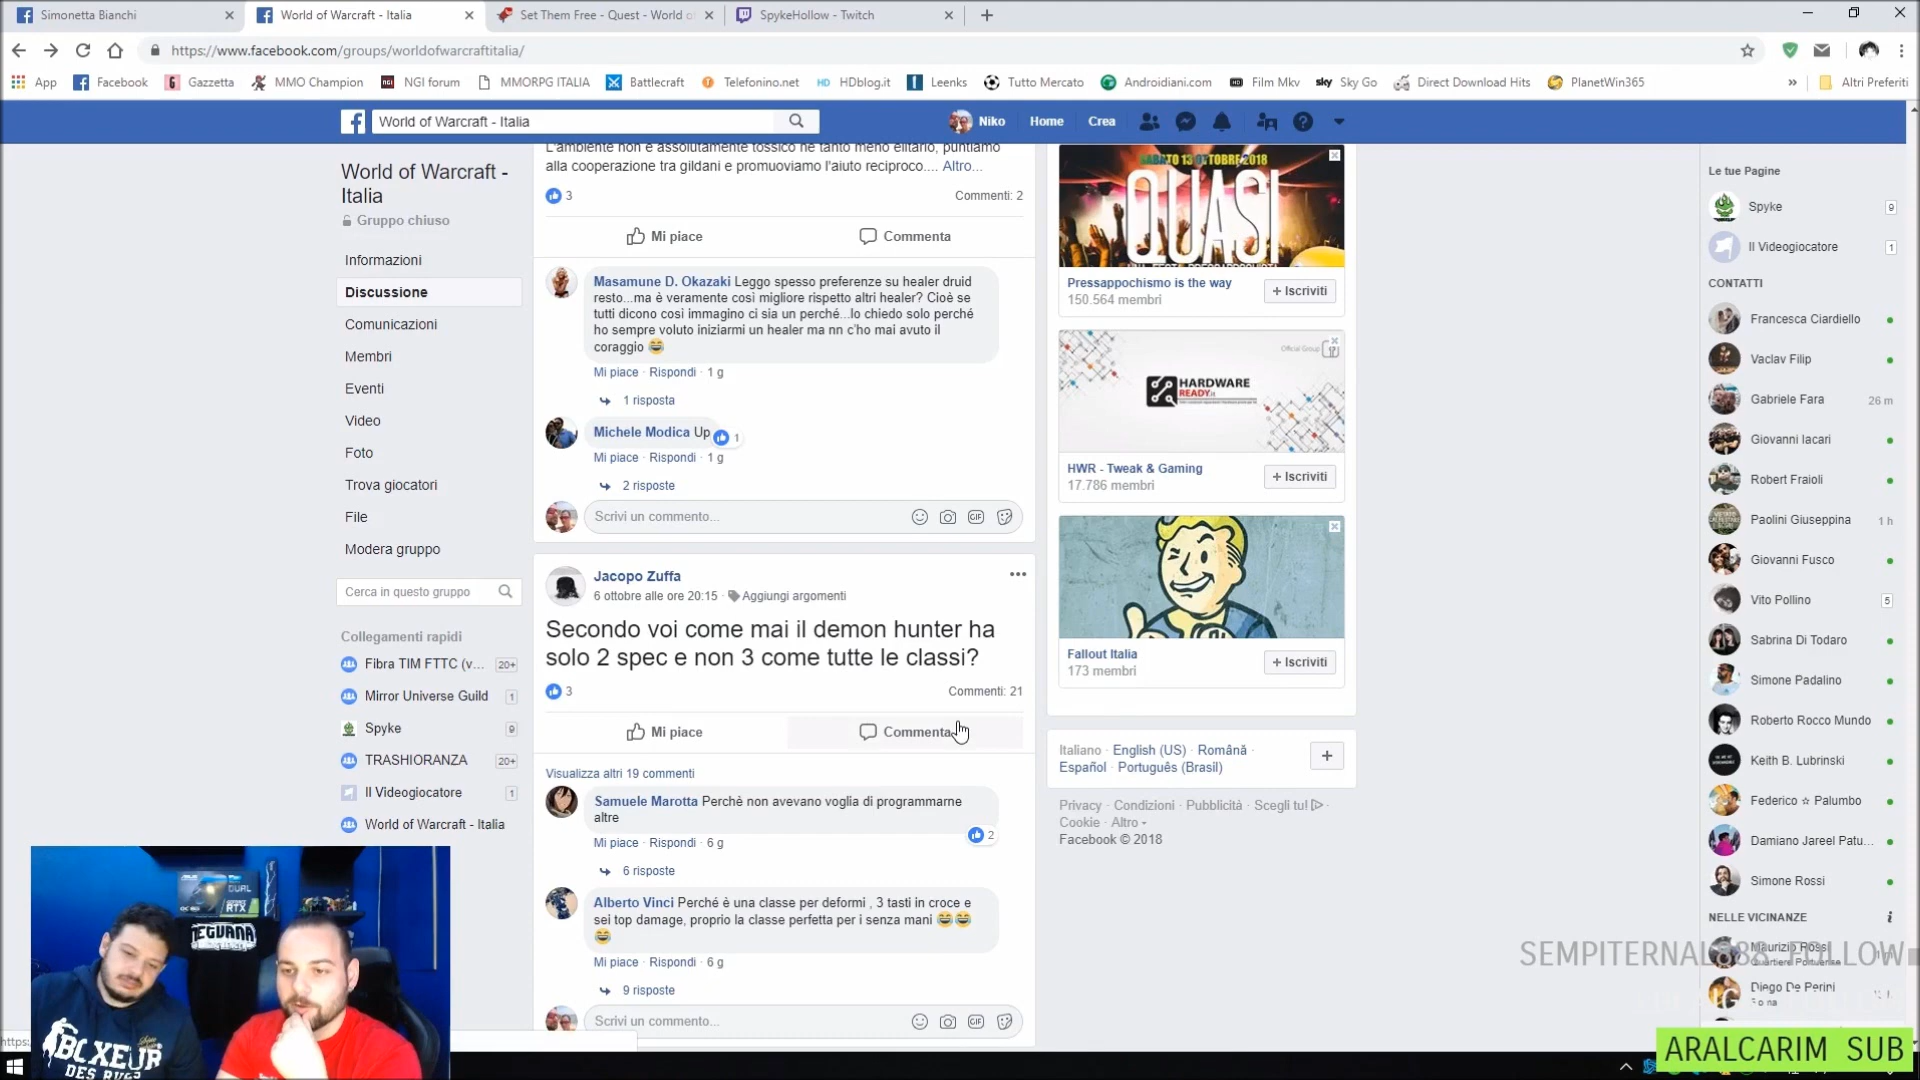 Simonetta Bianchi
World of Warcraft - Italia
Set Them Free - Quest - World o
SpykeHollow - Twitch
https://www.facebook.com/groups/worldofwarcraftitalia/
App
Facebook
Gazzetta
MMO Champion
NGI forum
MMORPG ITALIA
Battlecraft
Telefonino.net
HDblog.it
Leenks
Tutto Mercato
Androidiani.com
Film Mkv
sky Sky Go
Direct Download Hits
PlanetWin365
Altri Preferiti
World of Warcraft - Italia
Niko
Home
Crea
World of Warcraft -
Italia
Gruppo chiuso
Informazioni
Discussione
Comunicazioni
Membri
Eventi
Video
Foto
Trova giocatori
File
Modera gruppo
Cerca in questo gruppo
Collegamenti rapidi
Fibra TIM FTTC (v... 20+
Mirror Universe Guild 1
Spyke 9
TRASHIORANZA 20+
Il Videogiocatore 1
World of Warcraft - Italia
L'ambiente non è assolutamente tossico né tanto meno elitario, puntiamo
alla cooperazione tra gildani e promuoviamo l'aiuto reciproco.... Altro...
3
Commenti: 2
Mi piace
Commenta
Masamune D. Okazaki Leggo spesso preferenze su healer druid
resto...ma è veramente così migliore rispetto altri healer? Cioè se
tutti dicono così immagino ci sia un perché...lo chiedo solo perché
ho sempre voluto iniziarmi un healer ma nn c'ho mai avuto il
coraggio
Mi piace · Rispondi · 1 g
1 risposta
Michele Modica Up
1
Mi piace · Rispondi · 1 g
2 risposte
Scrivi un commento...
GIF
Jacopo Zuffa
6 ottobre alle ore 20:15 · Aggiungi argomenti
Secondo voi come mai il demon hunter ha
solo 2 spec e non 3 come tutte le classi?
3
Commenti: 21
Mi piace
Commenta
Visualizza altri 19 commenti
Samuele Marotta Perchè non avevano voglia di programmarne
altre
2
Mi piace · Rispondi · 6 g
6 risposte
Alberto Vinci Perché è una classe per deformi , 3 tasti in croce e
sei top damage, proprio la classe perfetta per i senza mani
Mi piace · Rispondi · 6 g
9 risposte
Scrivi un commento...
GIF
SABATO 13 OTTOBRE 2018
QUASI
Pressappochismo is the way
150.564 membri
+ Iscriviti
Official Group
HARDWARE
READY.it
HWR - Tweak & Gaming
17.786 membri
+ Iscriviti
Fallout Italia
173 membri
+ Iscriviti
Italiano · English (US) · Română ·
Español · Português (Brasil)
Privacy · Condizioni · Pubblicità · Scegli tu! ·
Cookie · Altro
Facebook © 2018
Le tue Pagine
Spyke 9
Il Videogiocatore 1
CONTATTI
Francesca Ciardiello
Vaclav Filip
Gabriele Fara 26 m
Giovanni Iacari
Robert Fraioli
Paolini Giuseppina 1 h
Giovanni Fusco
Vito Pollino 5
Sabrina Di Todaro
Simone Padalino
Roberto Rocco Mundo
Keith B. Lubrinski
Federico ☆ Palumbo
Damiano Jareel Patu...
Simone Rossi
NELLE VICINANZE
Maurizio Rossi
Diego De Perini
ARALCARIM SUB
ASUS
DUAL
RTX
TEGVANA
BOXEUR
DES RUES
https: